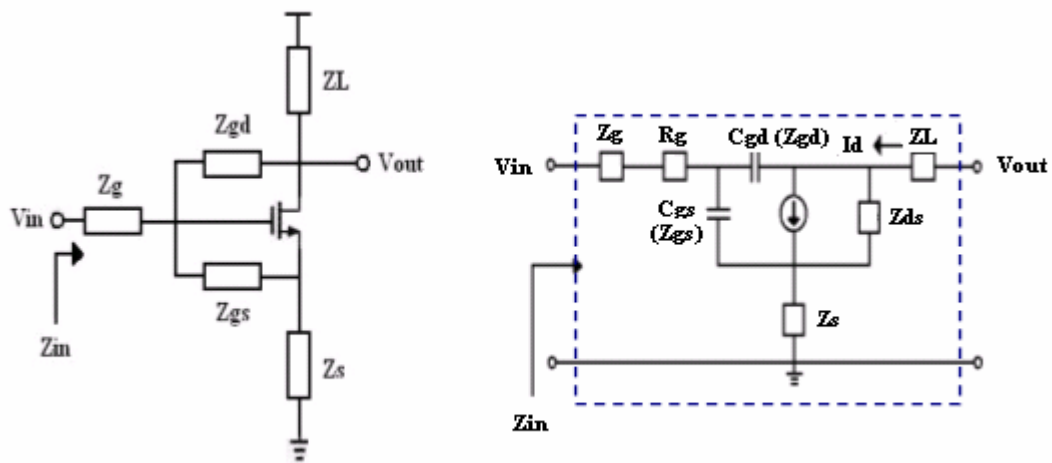 ZL
Zgd
Vout
Zg
Vin
Zgs
Zin
Zs
Zg
Rg
Cgd (Zgd)
Id
ZL
Vin
Vout
Cgs
(Zgs)
Zds
Zs
Zin